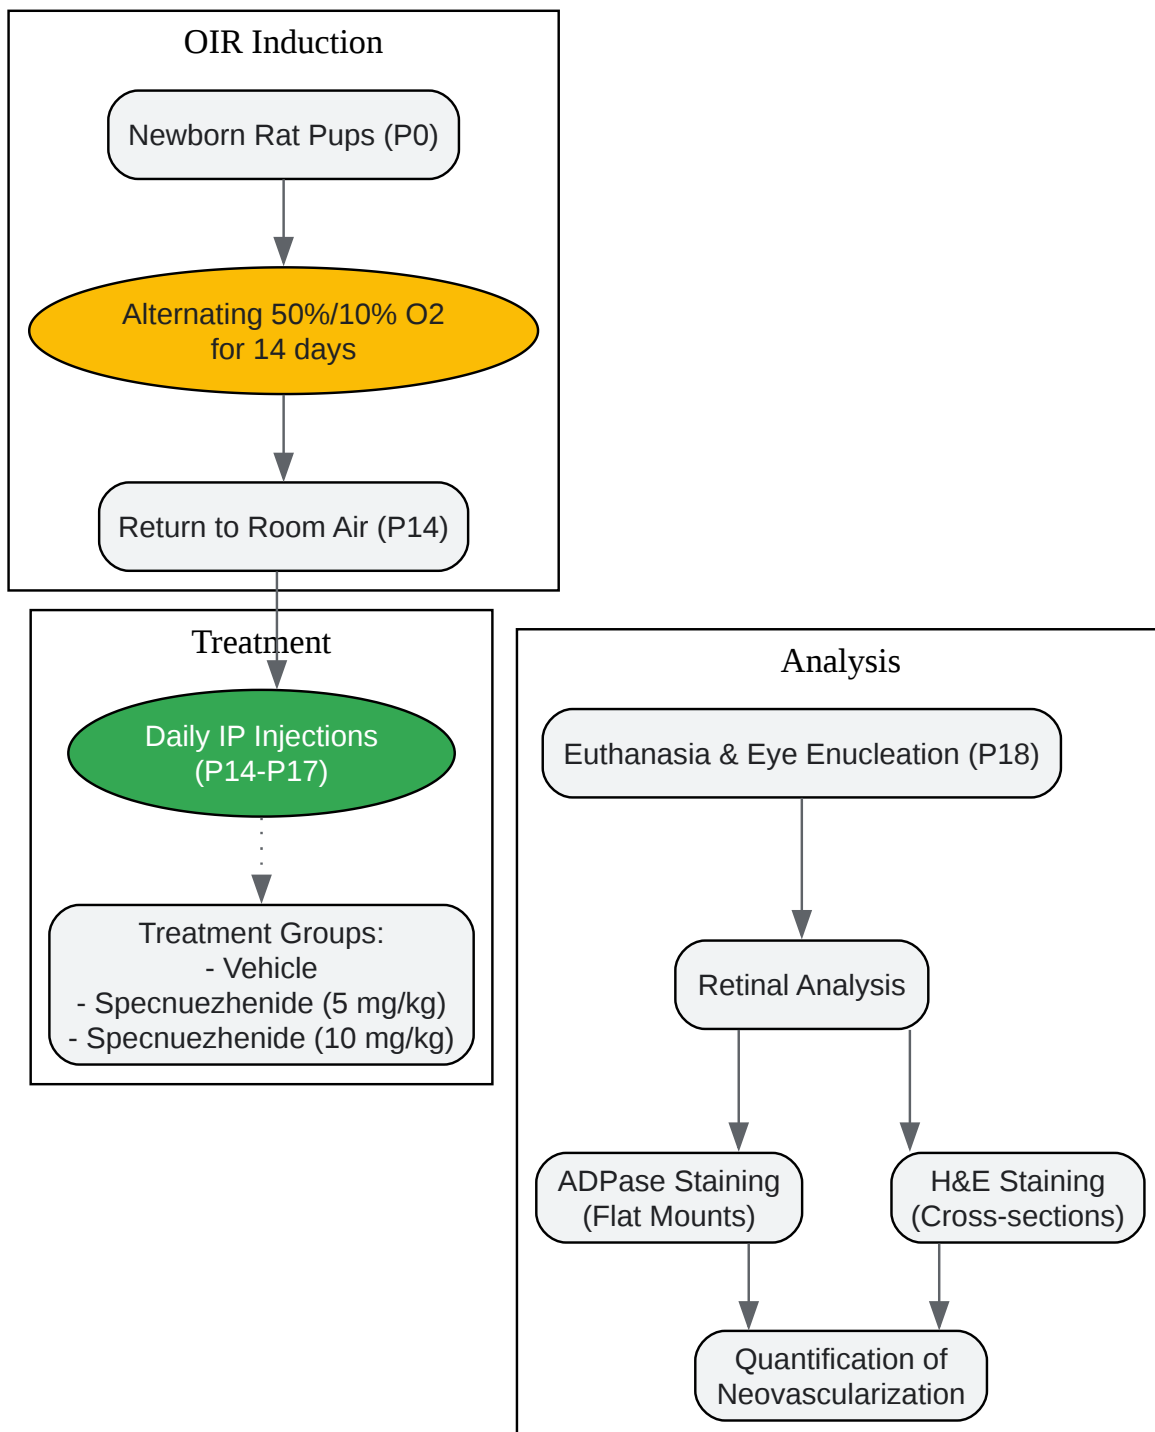 OIR Induction
Newborn Rat Pups (P0)
Alternating 50%/10% O2
for 14 days
Return to Room Air (P14)
Treatment
Daily IP Injections
(P14-P17)
Treatment Groups:
- Vehicle
- Specnuezhenide (5 mg/kg)
- Specnuezhenide (10 mg/kg)
Analysis
Euthanasia & Eye Enucleation (P18)
Retinal Analysis
ADPase Staining
(Flat Mounts)
H&E Staining
(Cross-sections)
Quantification of
Neovascularization